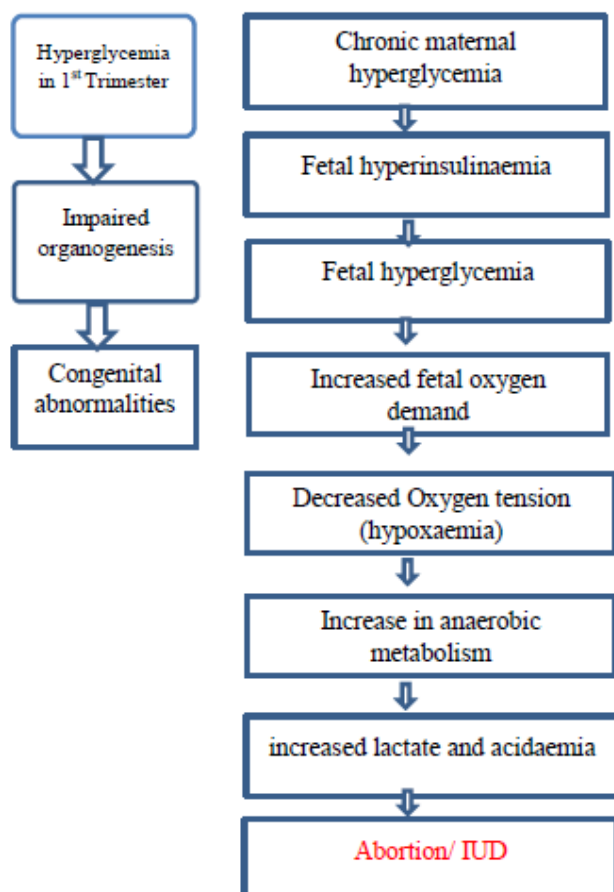 Hyperglycemia
in 1st Trimester
Impaired
organogenesis
Congenital
abnormalities
Chronic maternal
hyperglycemia
Fetal hyperinsulinaemia
Fetal hyperglycemia
Increased fetal oxygen
demand
Decreased Oxygen tension
(hypoxaemia)
Increase in anaerobic
metabolism
increased lactate and acidaemia
Abortion/ IUD